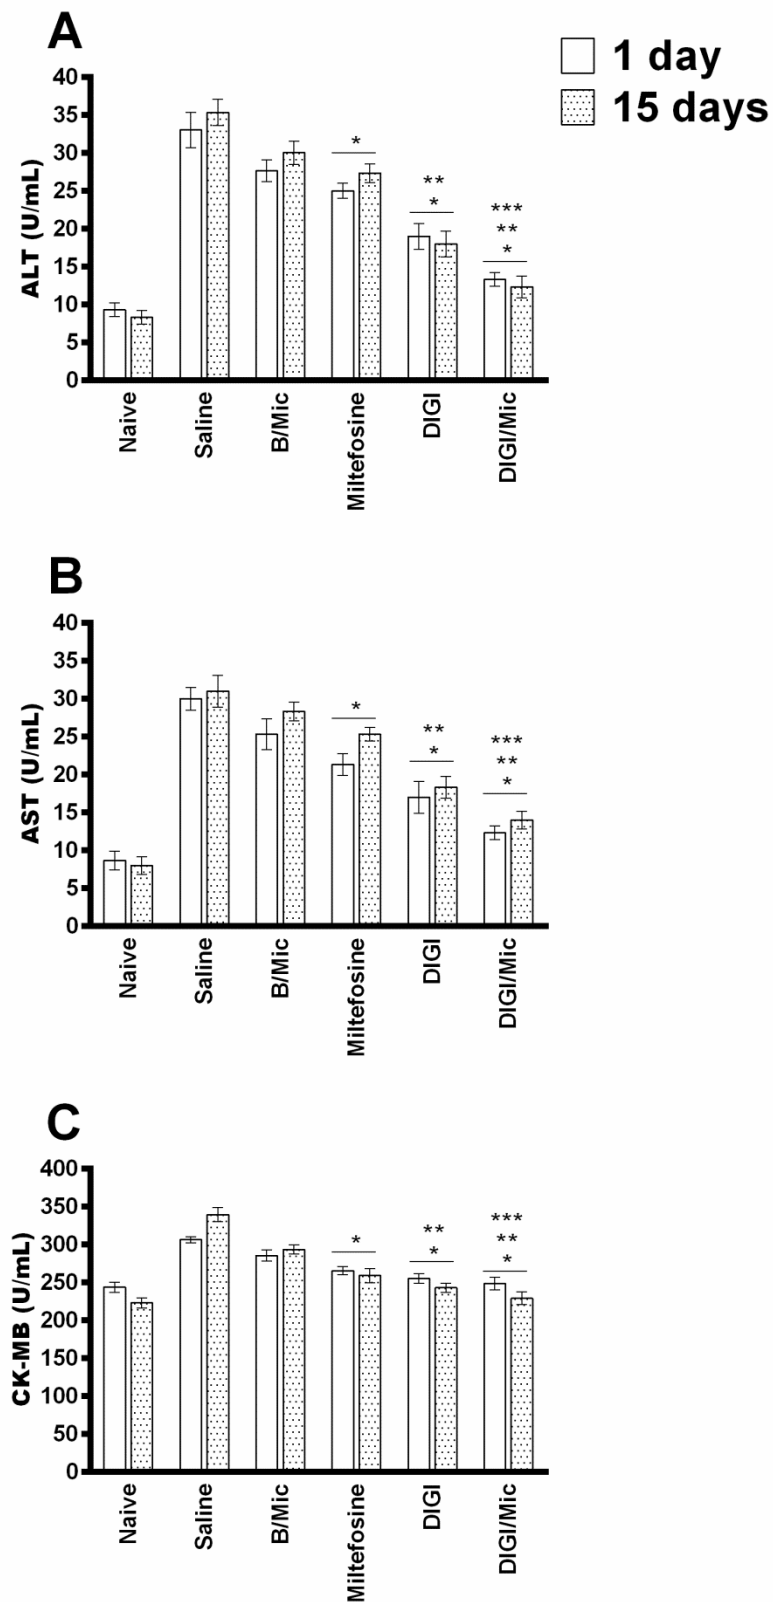 A
1 day
15 days
ALT (U/mL)
40
35
30
25
20
15
10
5
0
*
**
*
***
**
*
Naive
Saline
B/Mic
Miltefosine
DIGI
DIGI/Mic
B
AST (U/mL)
40
35
30
25
20
15
10
5
0
*
**
*
***
**
*
Naive
Saline
B/Mic
Miltefosine
DIGI
DIGI/Mic
C
CK-MB (U/mL)
400
350
300
250
200
150
100
50
0
*
**
*
***
**
*
Naive
Saline
B/Mic
Miltefosine
DIGI
DIGI/Mic